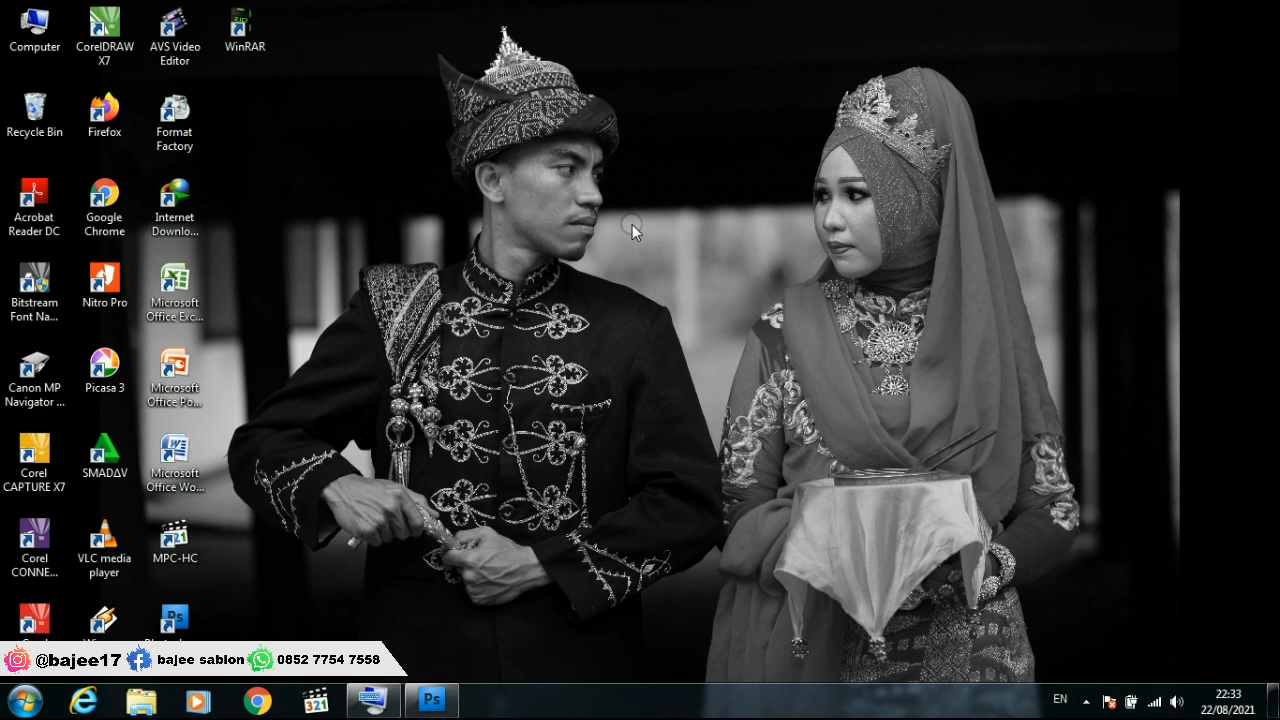 Computer
CorelDRAW
X7
AVS Video
Editor
WinRAR
Recycle Bin
Firefox
Format
Factory
Acrobat
Reader DC
Google
Chrome
Internet
Downlo...
Bitstream
Font Na...
Nitro Pro
Microsoft
Office Exc...
Canon MP
Navigator ...
Picasa 3
Microsoft
Office Po...
Corel
CAPTURE X7
SMADΔV
Microsoft
Office Wo...
Corel
CONNE...
VLC media
player
MPC-HC
@bajee17 bajee sablon 0852 7754 7558
321
Ps
EN
22:33
22/08/2021